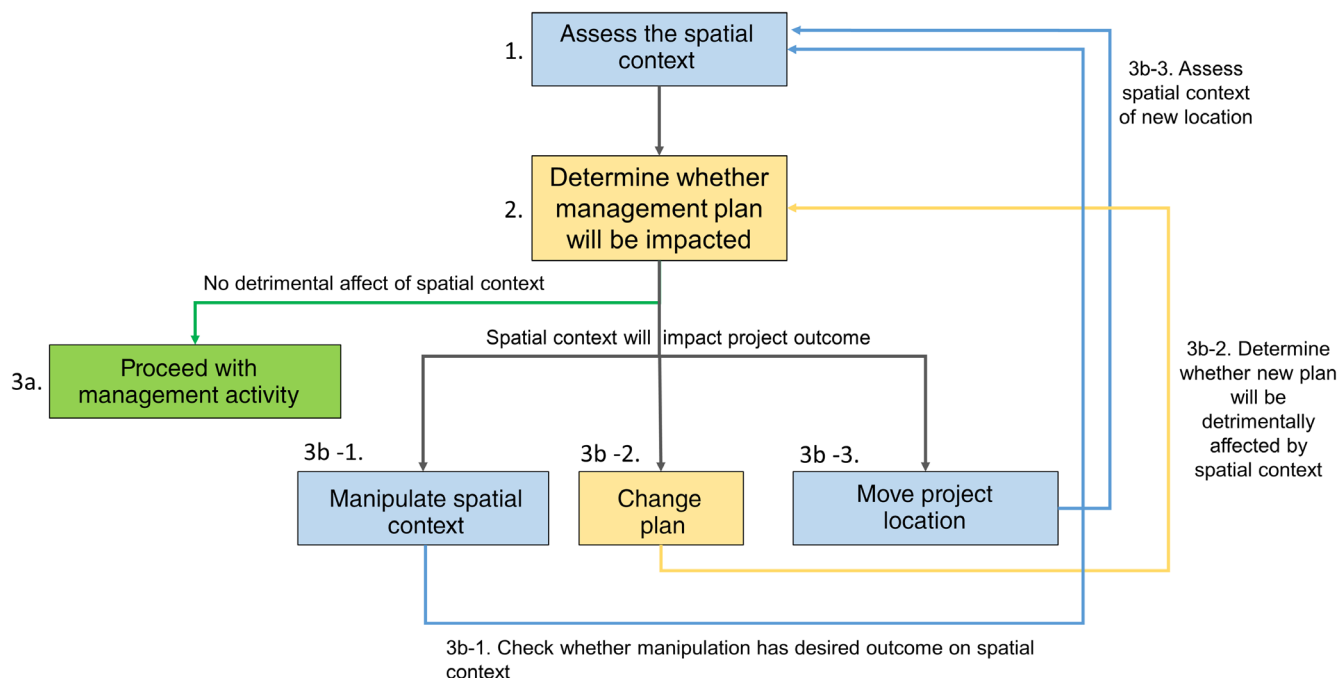 1.
Assess the spatial
context
3b-3. Assess
spatial context
of new location
2.
Determine whether
management plan
will be impacted
No detrimental affect of spatial context
Spatial context will impact project outcome
3a.
Proceed with
management activity
3b-2. Determine
whether new plan
will be
detrimentally
affected by
spatial context
3b -1.
Manipulate spatial
context
3b -2.
Change
plan
3b -3.
Move project
location
3b-1. Check whether manipulation has desired outcome on spatial
context